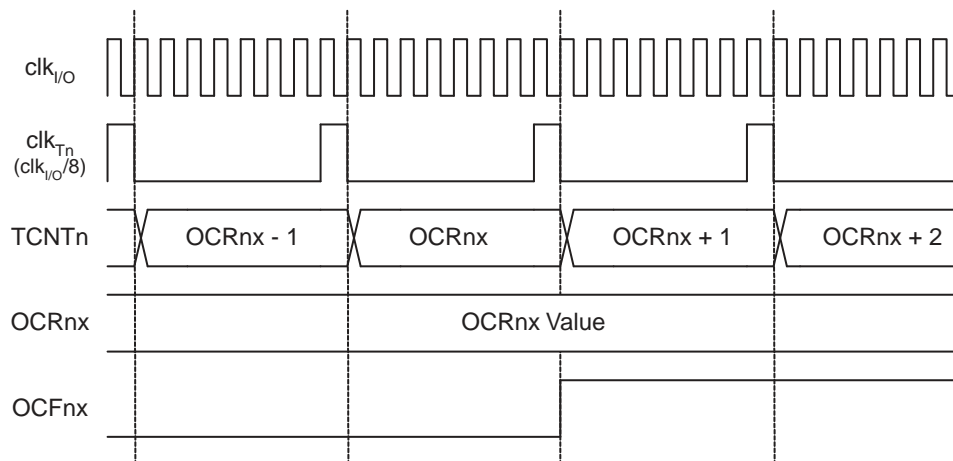 clkI/O
clkTn
(clkI/O/8)
TCNTn
OCRnx - 1
OCRnx
OCRnx + 1
OCRnx + 2
OCRnx
OCRnx Value
OCFnx